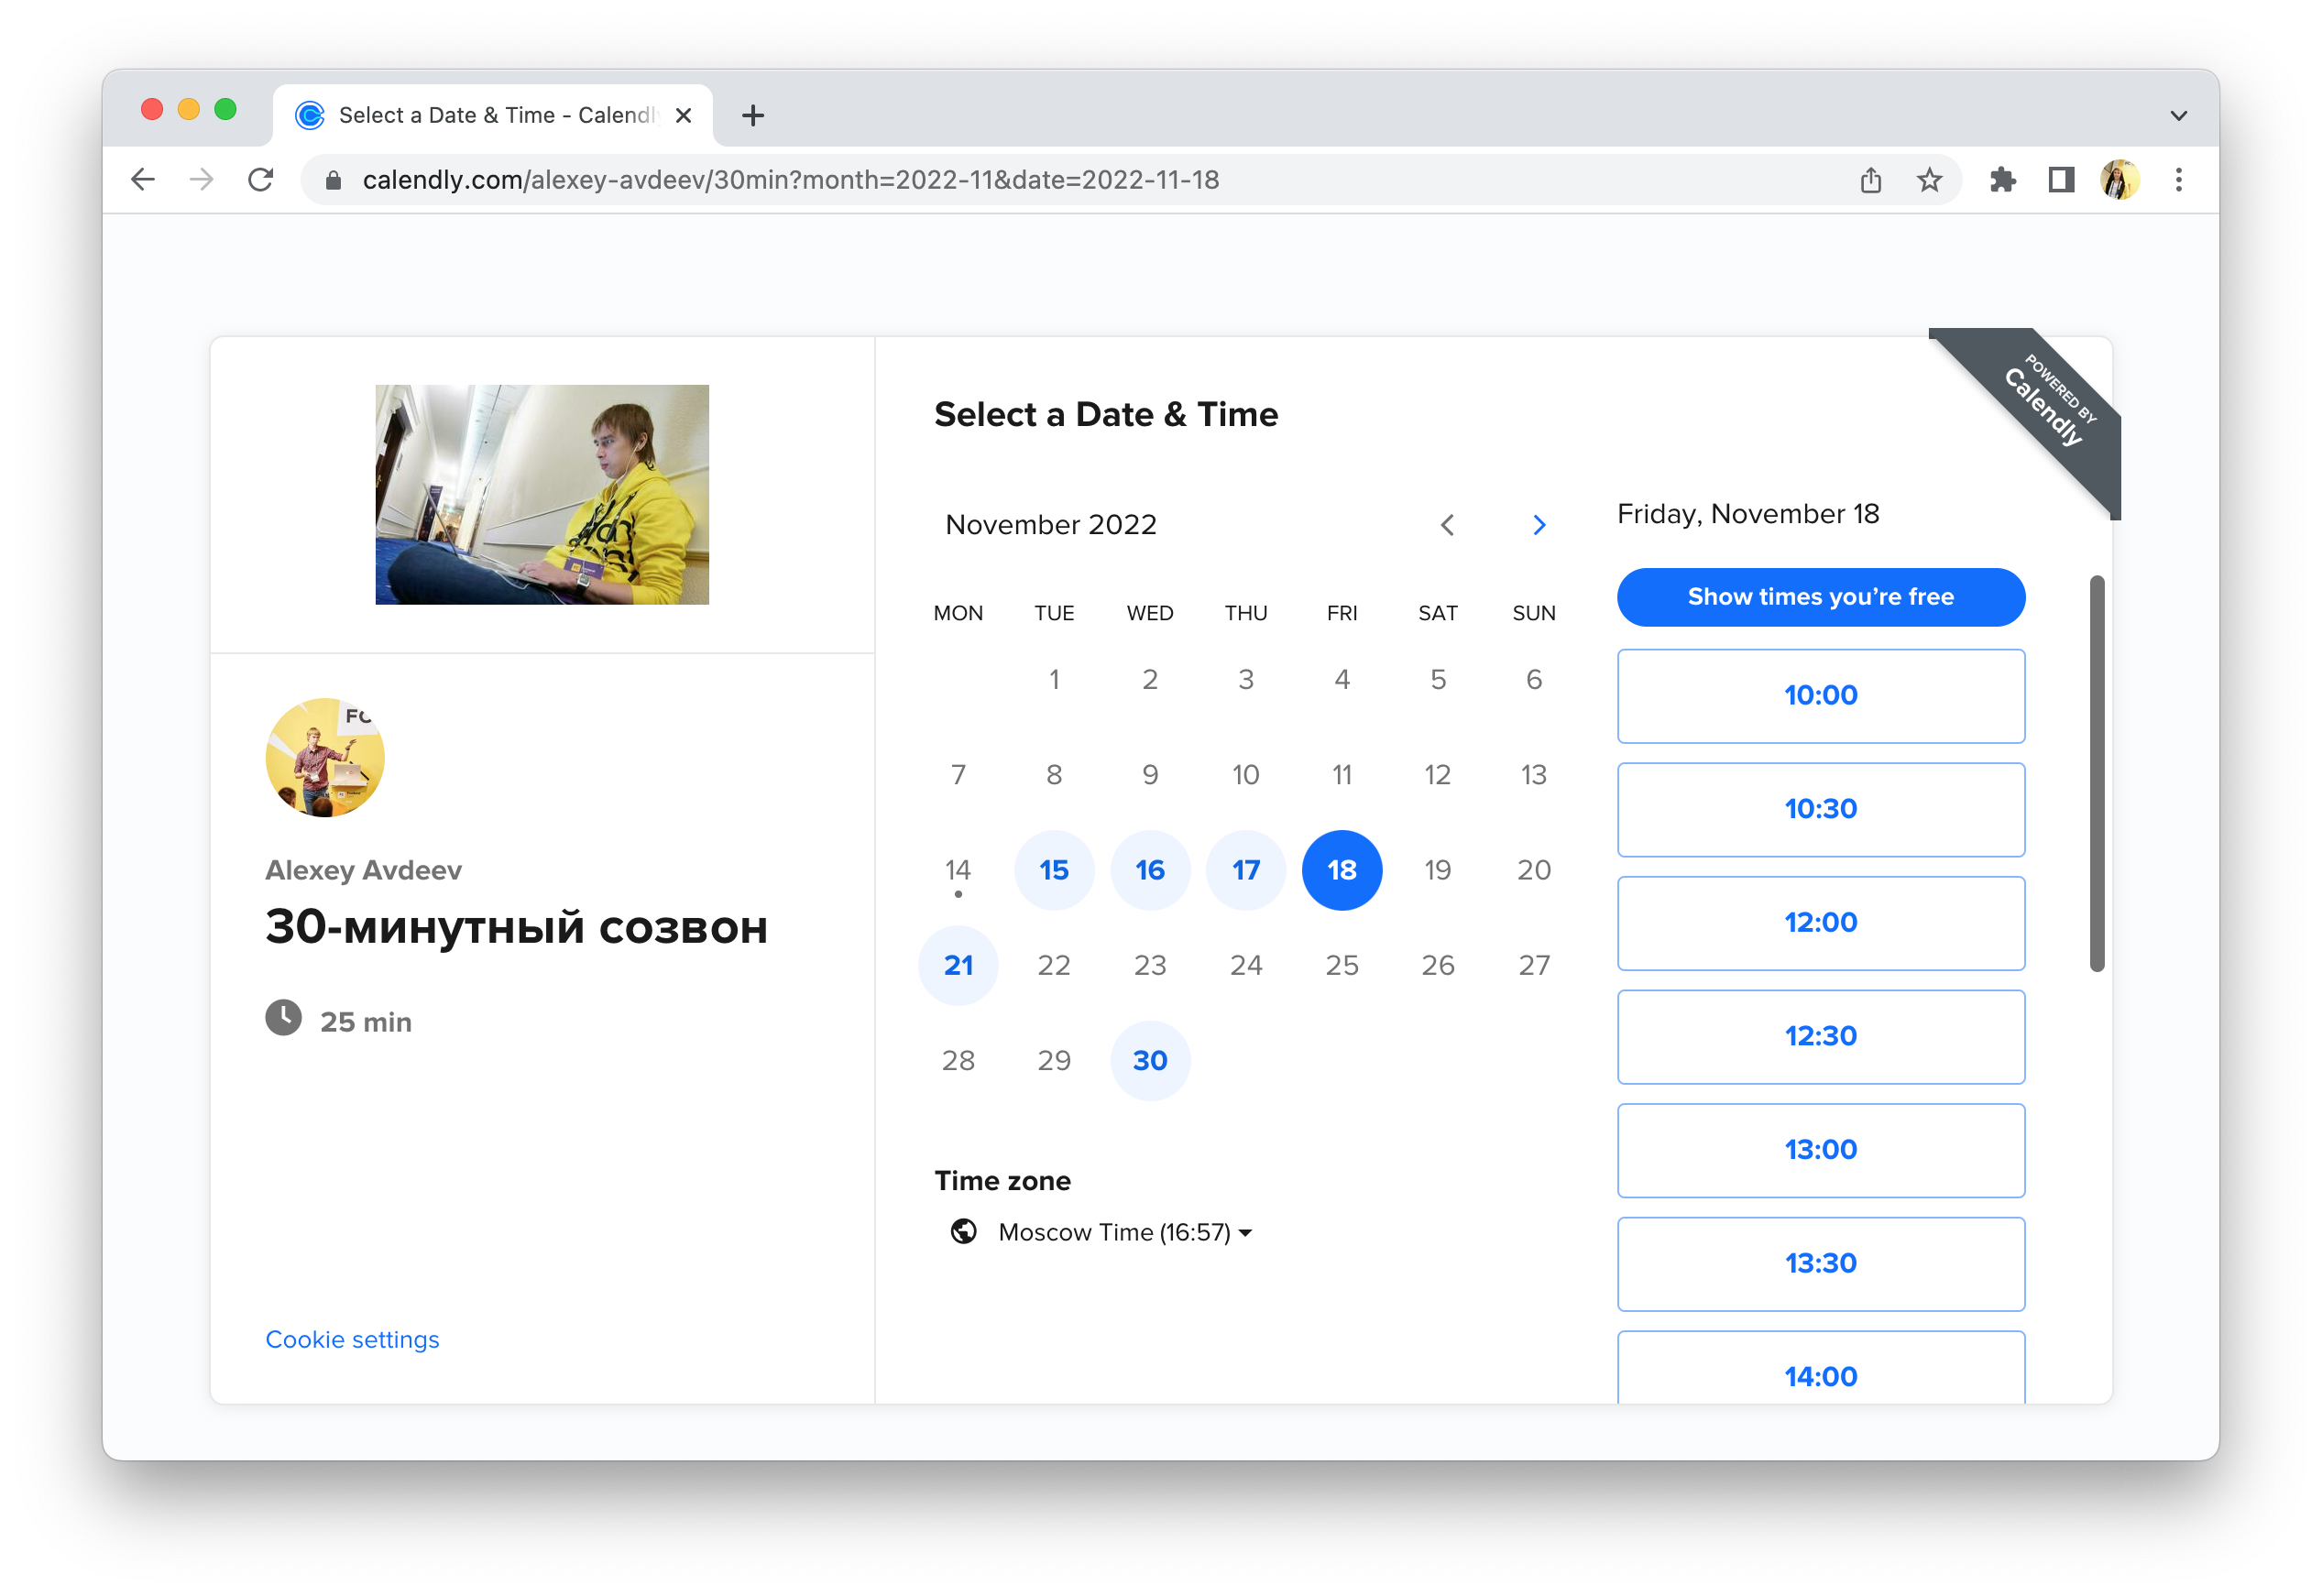 Select a Date & Time - Calendly
calendly.com/alexey-avdeev/30min?month=2022-11&date=2022-11-18
POWERED BY
Calendly
FC
Alexey Avdeev
30-минутный созвон
25 min
Cookie settings
Select a Date & Time
November 2022
MON TUE WED THU FRI SAT SUN
1 2 3 4 5 6
7 8 9 10 11 12 13
14 15 16 17 18 19 20
21 22 23 24 25 26 27
28 29 30
Time zone
Moscow Time (16:57)
Friday, November 18
Show times you’re free
10:00
10:30
12:00
12:30
13:00
13:30
14:00